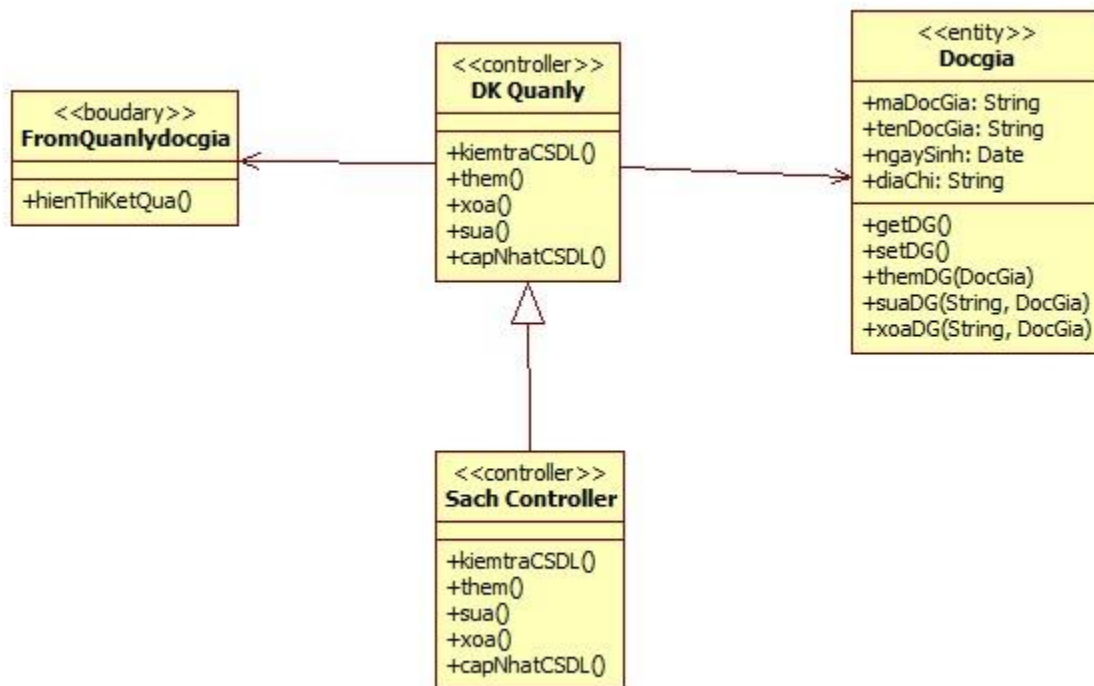 <<boudary>>
FromQuanlydocgia
+hienThiKetQua()
<<controller>>
DK Quanly
+kiemtraCSDL()
+them()
+xoa()
+sua()
+capNhatCSDL()
<<entity>>
Docgia
+maDocGia: String
+tenDocGia: String
+ngaySinh: Date
+diaChi: String
+getDG()
+setDG()
+themDG(DocGia)
+suaDG(String, DocGia)
+xoaDG(String, DocGia)
<<controller>>
Sach Controller
+kiemtraCSDL()
+them()
+sua()
+xoa()
+capNhatCSDL()